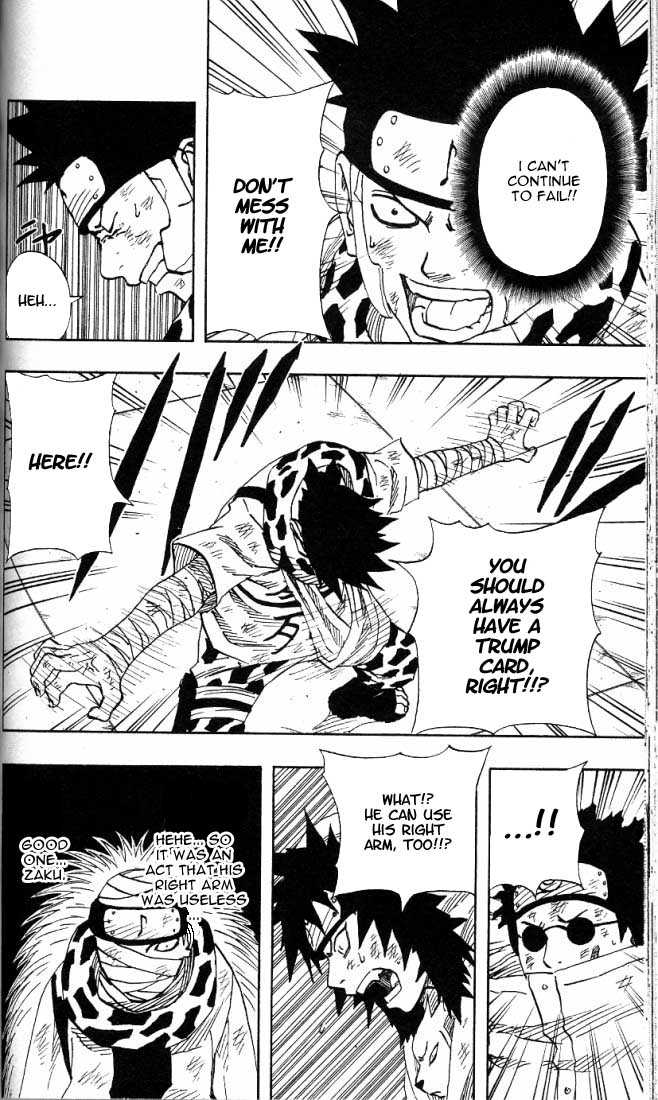 I CAN'T
CONTINUE
TO FAIL!!
DON'T
MESS
WITH
ME!!
ニヤ
HEH...
HERE!!
YOU
SHOULD
ALWAYS
HAVE A
TRUMP
CARD,
RIGHT!!?
...!!
WHAT!?
HE CAN USE
HIS RIGHT
ARM, TOO!!?
HEHE... SO
IT WAS AN
ACT THAT HIS
RIGHT ARM
WAS USELESS
...
GOOD
ONE...
ZAKU.